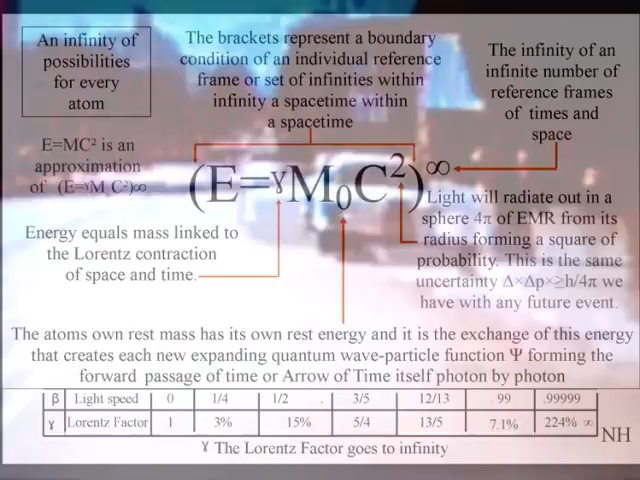 An infinity of
possibilities
for every
atom
The brackets represent a boundary
condition of an individual reference
frame or set of infinities within
infinity a spacetime within
a spacetime
The infinity of an
infinite number of
reference frames
of times and
space
E=MC² is an
approximation
of (E=ɤM₀C²)∞
(E=ɤM₀C²)∞
Energy equals mass linked to
the Lorentz contraction
of space and time.
Light will radiate out in a
sphere 4π of EMR from its
radius forming a square of
probability. This is the same
uncertainty Δ×Δp×≥h/4π we
have with any future event.
The atoms own rest mass has its own rest energy and it is the exchange of this energy
that creates each new expanding quantum wave-particle function Ψ forming the
forward passage of time or Arrow of Time itself photon by photon
β Light speed 0 1/4 1/2 . 3/5 12/13 .99 .99999
ɤ Lorentz Factor 1 3% 15% 5/4 13/5 7.1% 224% ∞
NH
ɤ The Lorentz Factor goes to infinity